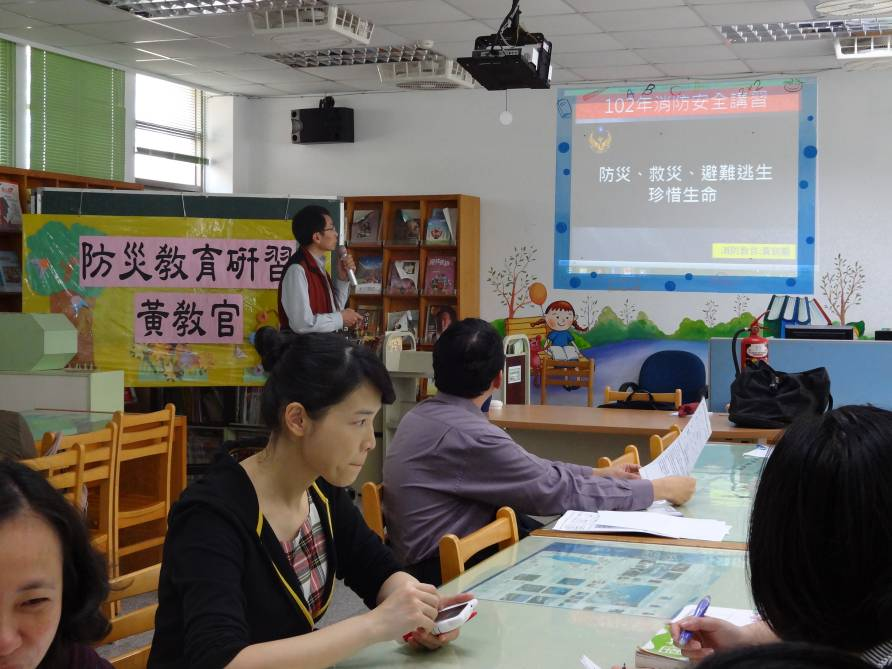 102年消防安全講習
防災、救災、避難逃生
珍惜生命
防災教育研習
黃教官